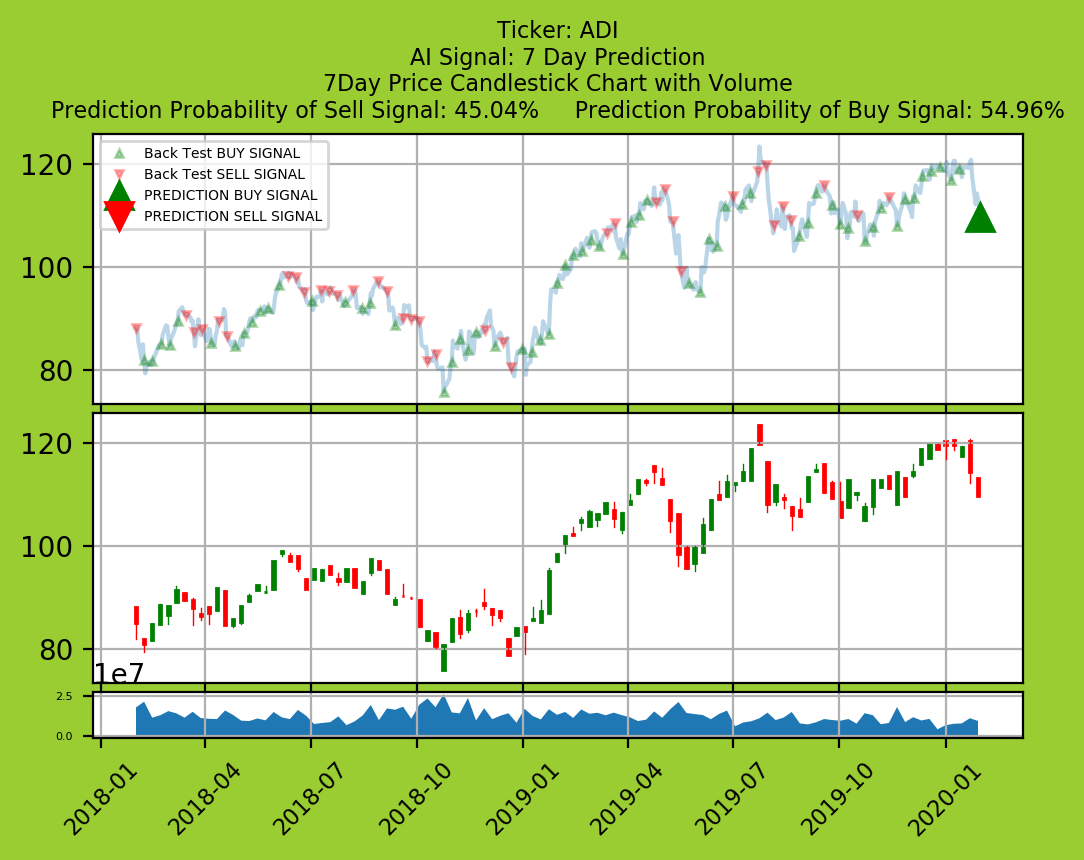 Ticker: ADI
AI Signal: 7 Day Prediction
7Day Price Candlestick Chart with Volume
Prediction Probability of Sell Signal: 45.04%     Prediction Probability of Buy Signal: 54.96%
Back Test BUY SIGNAL
Back Test SELL SIGNAL
PREDICTION BUY SIGNAL
PREDICTION SELL SIGNAL
120
100
80
120
100
80
1e7
2.5
0.0
2018-01
2018-04
2018-07
2018-10
2019-01
2019-04
2019-07
2019-10
2020-01